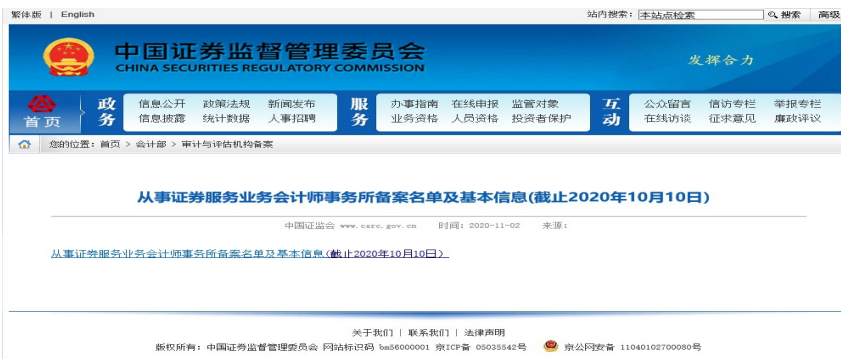 繁体版 | English 站内搜索: 本站点检索 搜索 高级
中国证券监督管理委员会
CHINA SECURITIES REGULATORY COMMISSION
发挥合力
首页 政务 信息公开 政策法规 新闻发布 服务 办事指南 在线申报 监管对象 互动 公众留言 信访专栏 举报专栏
信息披露 统计数据 人事招聘 业务资格 人员资格 投资者保护 在线访谈 征求意见 廉政评议
您的位置: 首页 > 会计部 > 审计与评估机构备案
从事证券服务业务会计师事务所备案名单及基本信息(截止2020年10月10日)
中国证监会 www.csrc.gov.cn 时间: 2020-11-02 来源:
从事证券服务业务会计师事务所备案名单及基本信息(截止2020年10月10日)
关于我们 | 联系我们 | 法律声明
版权所有: 中国证券监督管理委员会 网站标识码 bm56000001 京ICP备 05035542号 京公网安备 11040102700080号